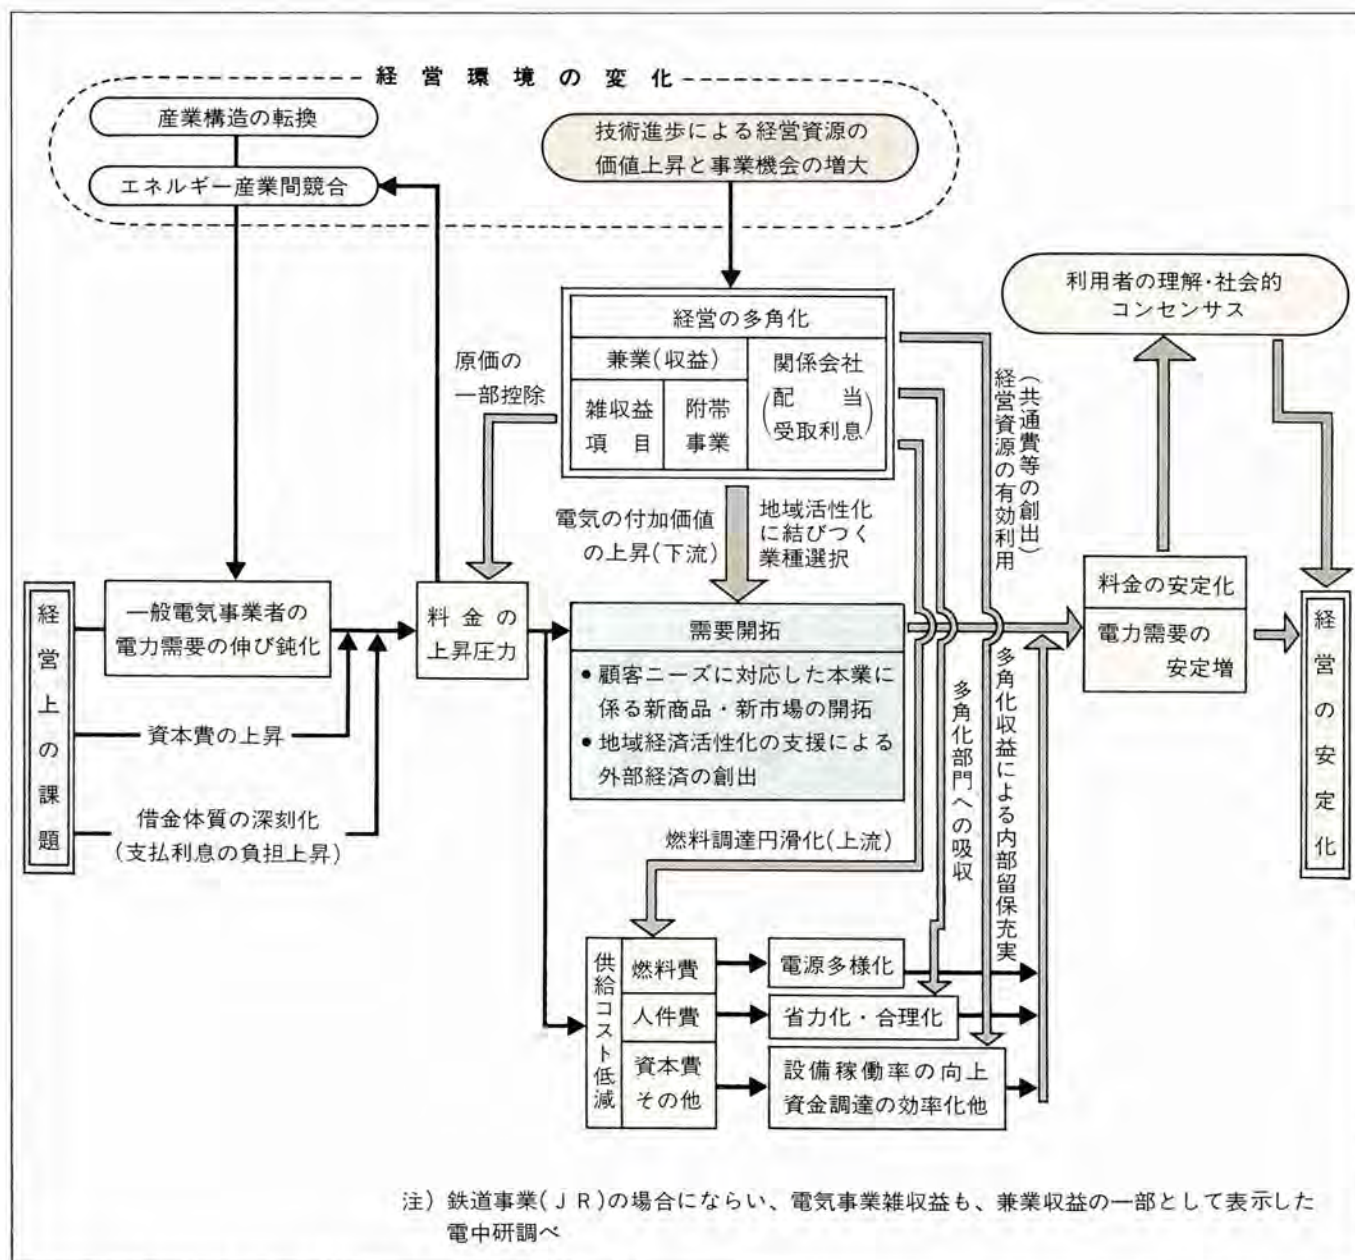 経営環境の変化
産業構造の転換
エネルギー産業間競合
技術進歩による経営資源の
価値上昇と事業機会の増大
利用者の理解・社会的
コンセンサス
経営の多角化
兼業(収益)
雑収益
項目
附帯
事業
関係会社
(配当
受取利息)
原価の
一部控除
経営資源の有効利用
(共通費等の創出)
電気の付加価値
の上昇(下流)
地域活性化
に結びつく
業種選択
経営上の課題
一般電気事業者の
電力需要の伸び鈍化
資本費の上昇
借金体質の深刻化
(支払利息の負担上昇)
料金の
上昇圧力
需要開拓
• 顧客ニーズに対応した本業に
係る新商品・新市場の開拓
• 地域経済活性化の支援による
外部経済の創出
料金の安定化
電力需要の
安定増
経営の安定化
燃料調達円滑化(上流)
多角化部門への吸収
多角化収益による内部留保充実
供給コスト低減
燃料費
電源多様化
人件費
省力化・合理化
資本費
その他
設備稼働率の向上
資金調達の効率化他
注) 鉄道事業(JR)の場合にならい、電気事業雑収益も、兼業収益の一部として表示した
電中研調べ